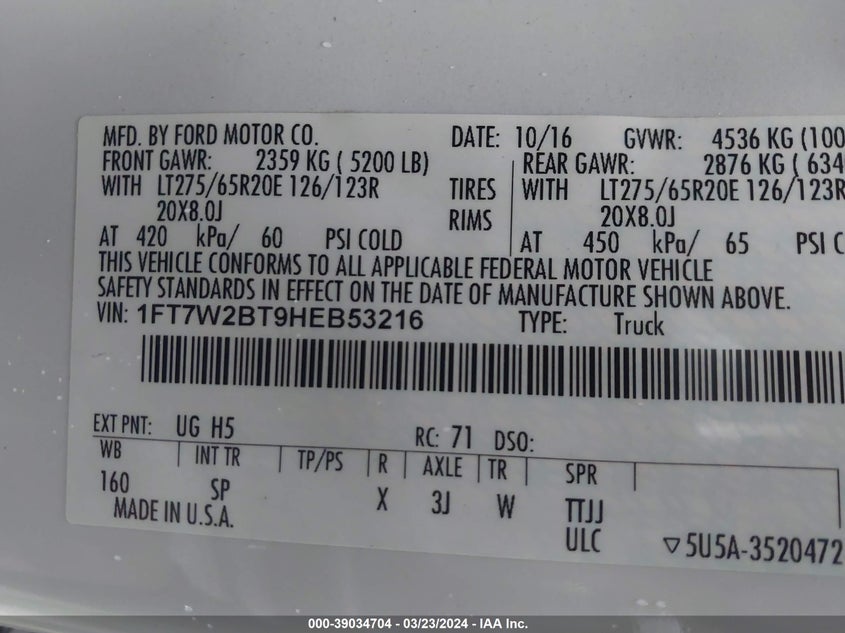 MFD. BY FORD MOTOR CO. DATE: 10/16 GVWR: 4536 KG (100
FRONT GAWR: 2359 KG ( 5200 LB) REAR GAWR: 2876 KG ( 634
WITH LT275/65R20E 126/123R TIRES WITH LT275/65R20E 126/123R
20X8.0J RIMS 20X8.0J
AT 420 kPa/ 60 PSI COLD AT 450 kPa/ 65 PSI C
THIS VEHICLE CONFORMS TO ALL APPLICABLE FEDERAL MOTOR VEHICLE
SAFETY STANDARDS IN EFFECT ON THE DATE OF MANUFACTURE SHOWN ABOVE.
VIN: 1FT7W2BT9HEB53216 TYPE: Truck
EXT PNT: UG H5 RC: 71 DSO:
WB INT TR TP/PS R AXLE TR SPR
160 SP X 3J W TTJJ
MADE IN U.S.A. ULC ▽5U5A-3520472
000-39034704 - 03/23/2024 - IAA Inc.